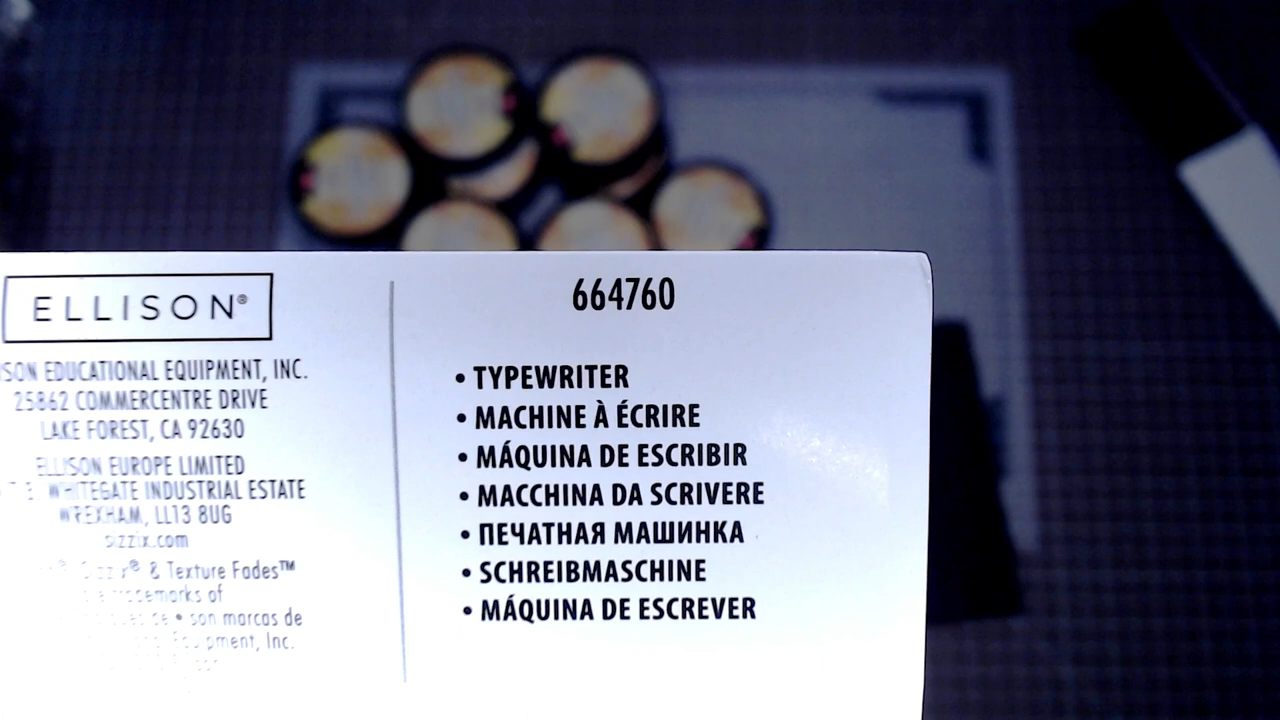 ELLISON®
SON EDUCATIONAL EQUIPMENT, INC.
25862 COMMERCENTRE DRIVE
LAKE FOREST, CA 92630
ELLISON EUROPE LIMITED
WHITEGATE INDUSTRIAL ESTATE
WREXHAM, LL13 8UG
sizzix.com
Sizzix® & Texture Fades™
trademarks of
• son marcas de
Equipment, Inc.
664760
• TYPEWRITER
• MACHINE À ÉCRIRE
• MÁQUINA DE ESCRIBIR
• MACCHINA DA SCRIVERE
• ПЕЧАТНАЯ МАШИНКА
• SCHREIBMASCHINE
• MÁQUINA DE ESCREVER